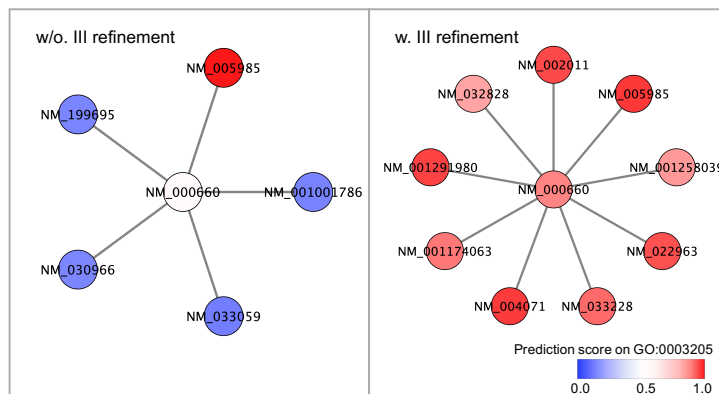 w/o. III refinement
NM_005985
NM_199695
NM_000660
NM_001001786
NM_030966
NM_033059
w. III refinement
NM_002011
NM_032828
NM_005985
NM_001291980
NM_001258039
NM_000660
NM_001174063
NM_022963
NM_004071
NM_033228
Prediction score on GO:0003205
0.0 0.5 1.0